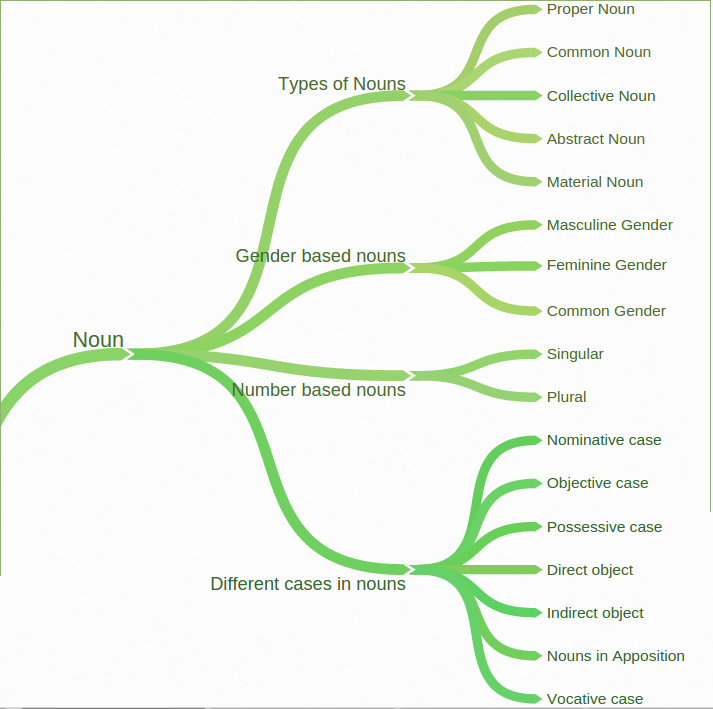 Noun
Types of Nouns
Proper Noun
Common Noun
Collective Noun
Abstract Noun
Material Noun
Gender based nouns
Masculine Gender
Feminine Gender
Common Gender
Number based nouns
Singular
Plural
Different cases in nouns
Nominative case
Objective case
Possessive case
Direct object
Indirect object
Nouns in Apposition
Vocative case